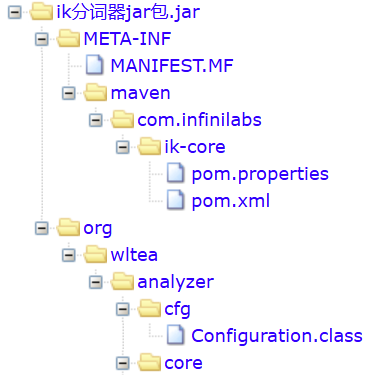 ik分词器jar包.jar
META-INF
MANIFEST.MF
maven
com.infinilabs
ik-core
pom.properties
pom.xml
org
wltea
analyzer
cfg
Configuration.class
core